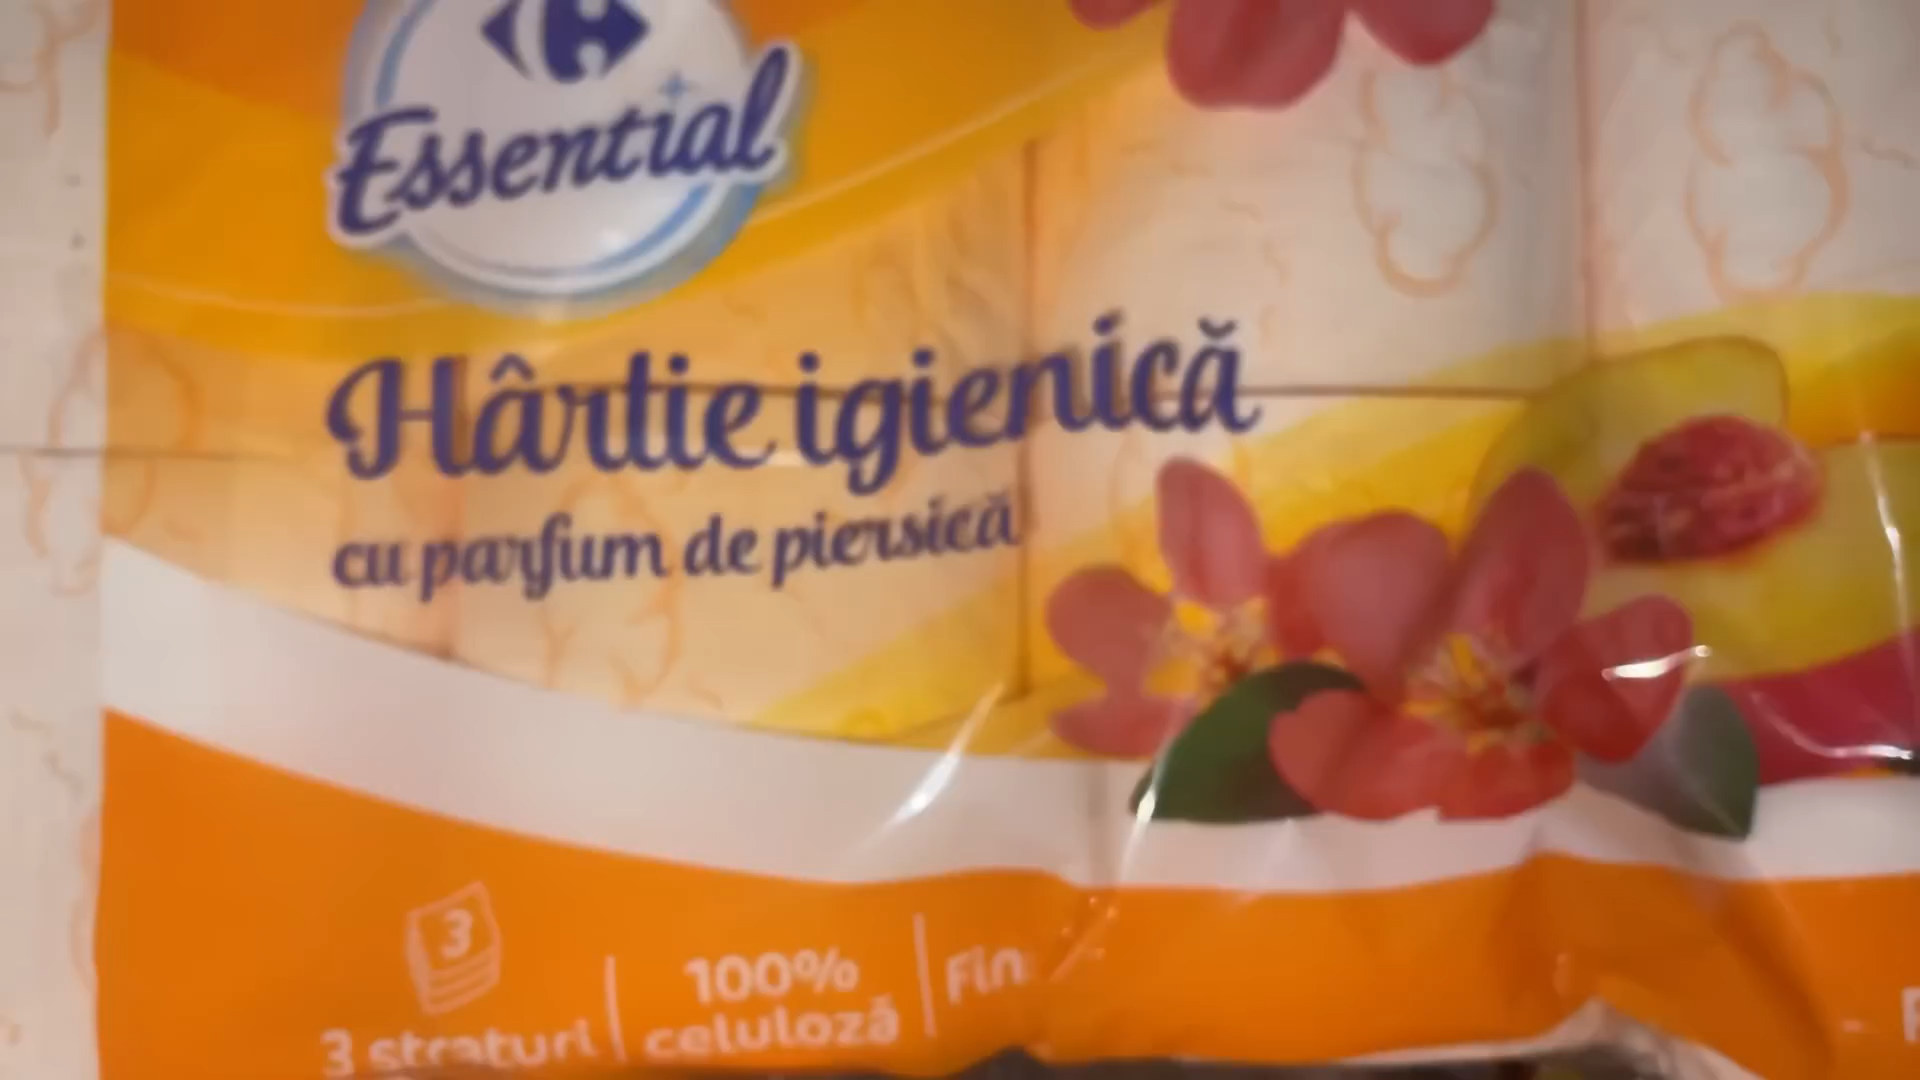 Essential
Hârtie igienică
cu parfum de piersică
3
3 straturi
100%
celuloză